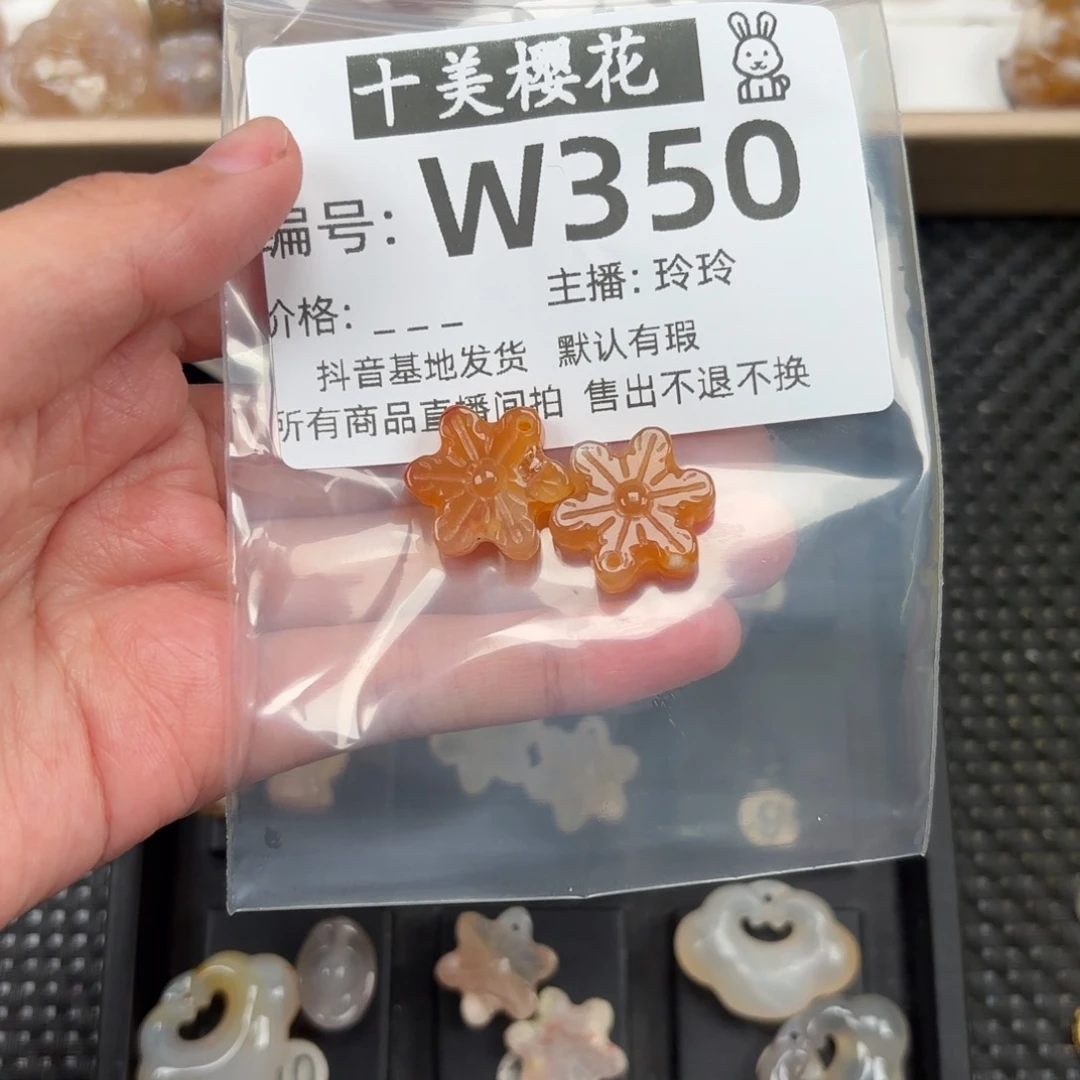 十美樱花
编号: W350
价格: _ _ _ 主播: 玲玲
抖音基地发货 默认有瑕
所有商品直播间拍 售出不退不换